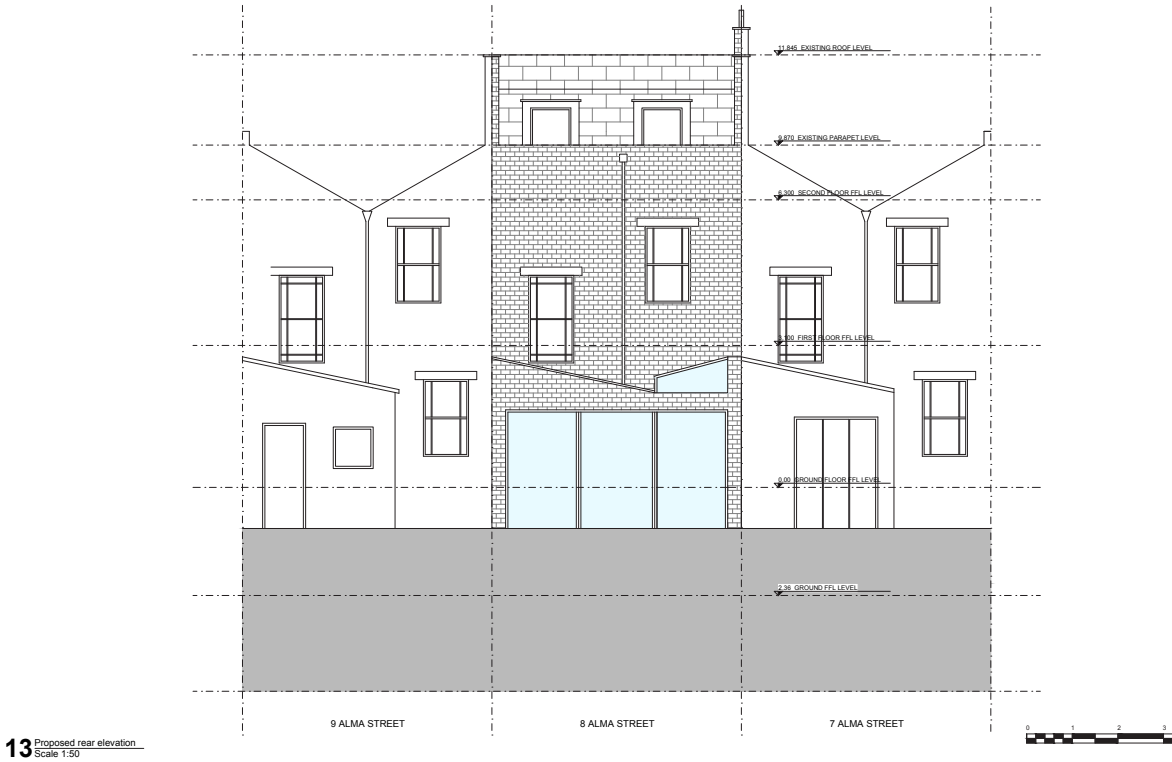 11.845 EXISTING ROOF LEVEL
9.870 EXISTING PARAPET LEVEL
6.300 SECOND FLOOR FFL LEVEL
3.100 FIRST FLOOR FFL LEVEL
0.00 GROUND FLOOR FFL LEVEL
2.36 GROUND FFL LEVEL
9 ALMA STREET
8 ALMA STREET
7 ALMA STREET
0 1 2 3
13 Proposed rear elevation
Scale 1:50